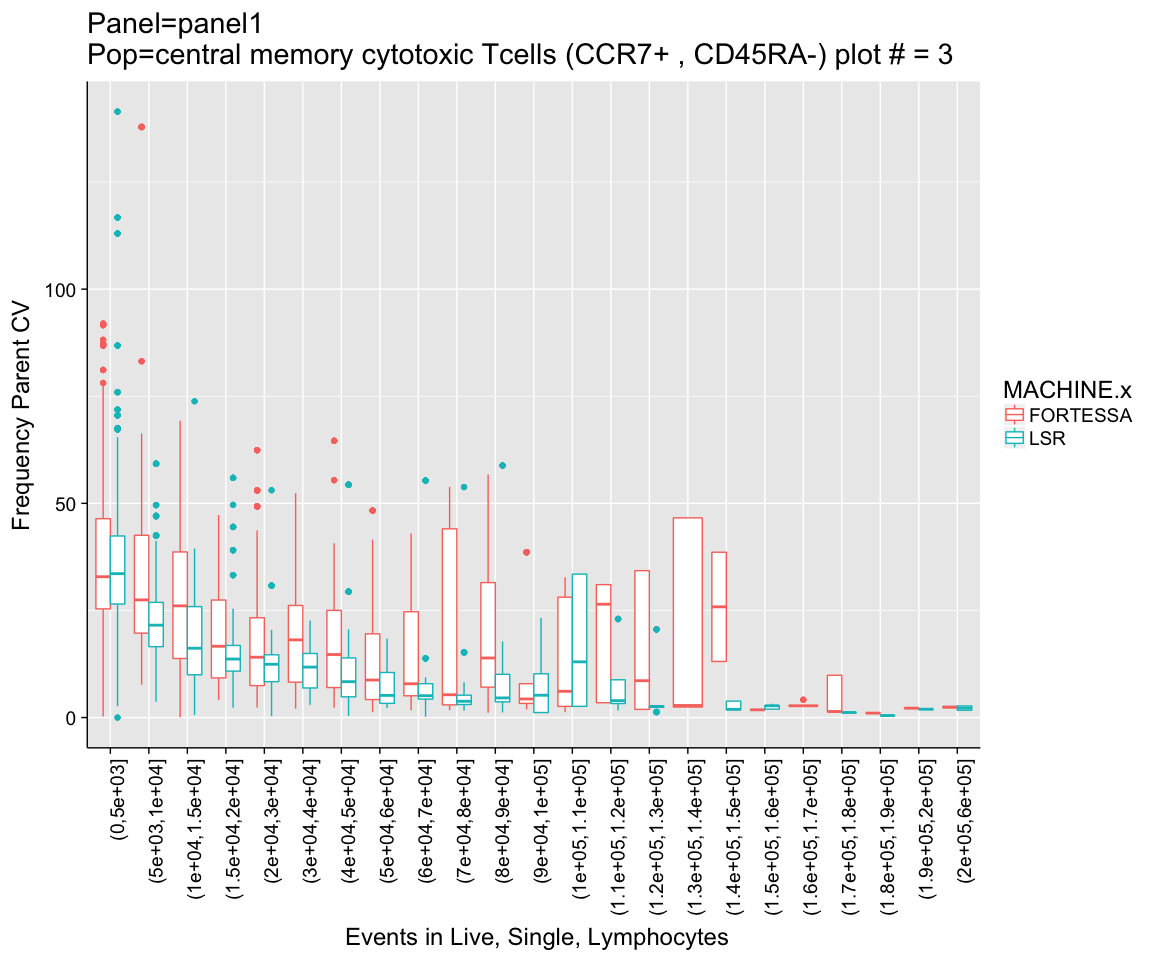 Panel=panel1
Pop=central memory cytotoxic Tcells (CCR7+ , CD45RA-) plot # = 3
Frequency Parent CV
100
50
0
(0,5e+03]
(5e+03,1e+04]
(1e+04,1.5e+04]
(1.5e+04,2e+04]
(2e+04,3e+04]
(3e+04,4e+04]
(4e+04,5e+04]
(5e+04,6e+04]
(6e+04,7e+04]
(7e+04,8e+04]
(8e+04,9e+04]
(9e+04,1e+05]
(1e+05,1.1e+05]
(1.1e+05,1.2e+05]
(1.2e+05,1.3e+05]
(1.3e+05,1.4e+05]
(1.4e+05,1.5e+05]
(1.5e+05,1.6e+05]
(1.6e+05,1.7e+05]
(1.7e+05,1.8e+05]
(1.8e+05,1.9e+05]
(1.9e+05,2e+05]
(2e+05,6e+05]
Events in Live, Single, Lymphocytes
MACHINE.x
FORTESSA
LSR